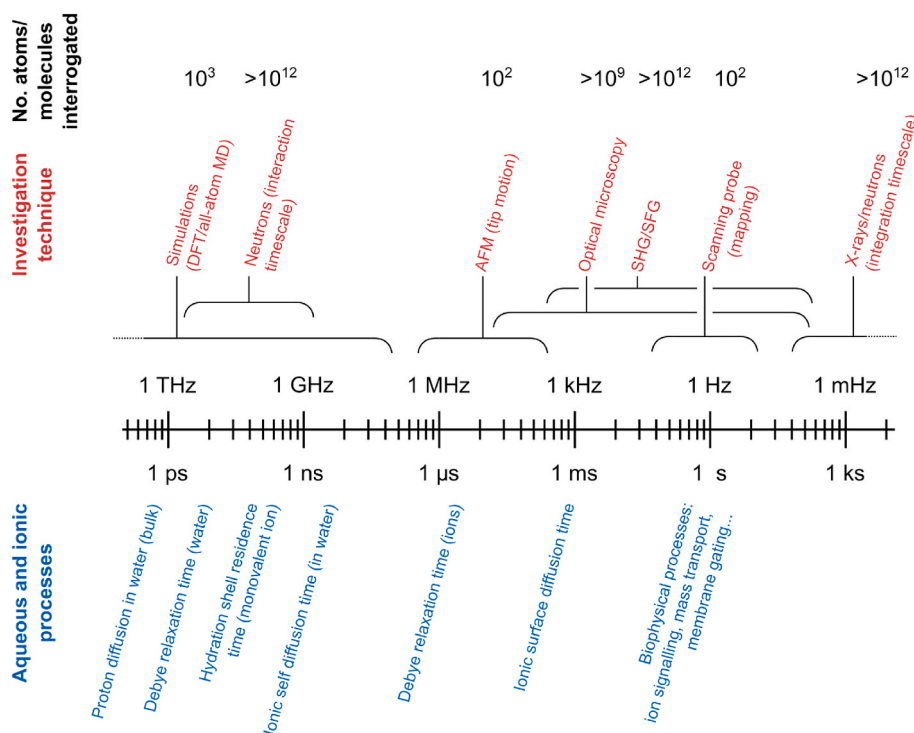 No. atoms/
molecules
interrogated
10³
>10¹²
10²
>10⁹
>10¹²
10²
>10¹²
Investigation
technique
Simulations
(DFT/all-atom MD)
Neutrons (interaction
timescale)
AFM (tip motion)
Optical microscopy
SHG/SFG
Scanning probe
(mapping)
X-rays/neutrons
(integration timescale)
1 THz
1 GHz
1 MHz
1 kHz
1 Hz
1 mHz
1 ps
1 ns
1 µs
1 ms
1 s
1 ks
Aqueous and ionic
processes
Proton diffusion in water (bulk)
Debye relaxation time (water)
Hydration shell residence
time (monovalent ion)
Ionic self diffusion time (in water)
Debye relaxation time (ions)
Ionic surface diffusion time
Biophysical processes:
ion signalling, mass transport,
membrane gating...